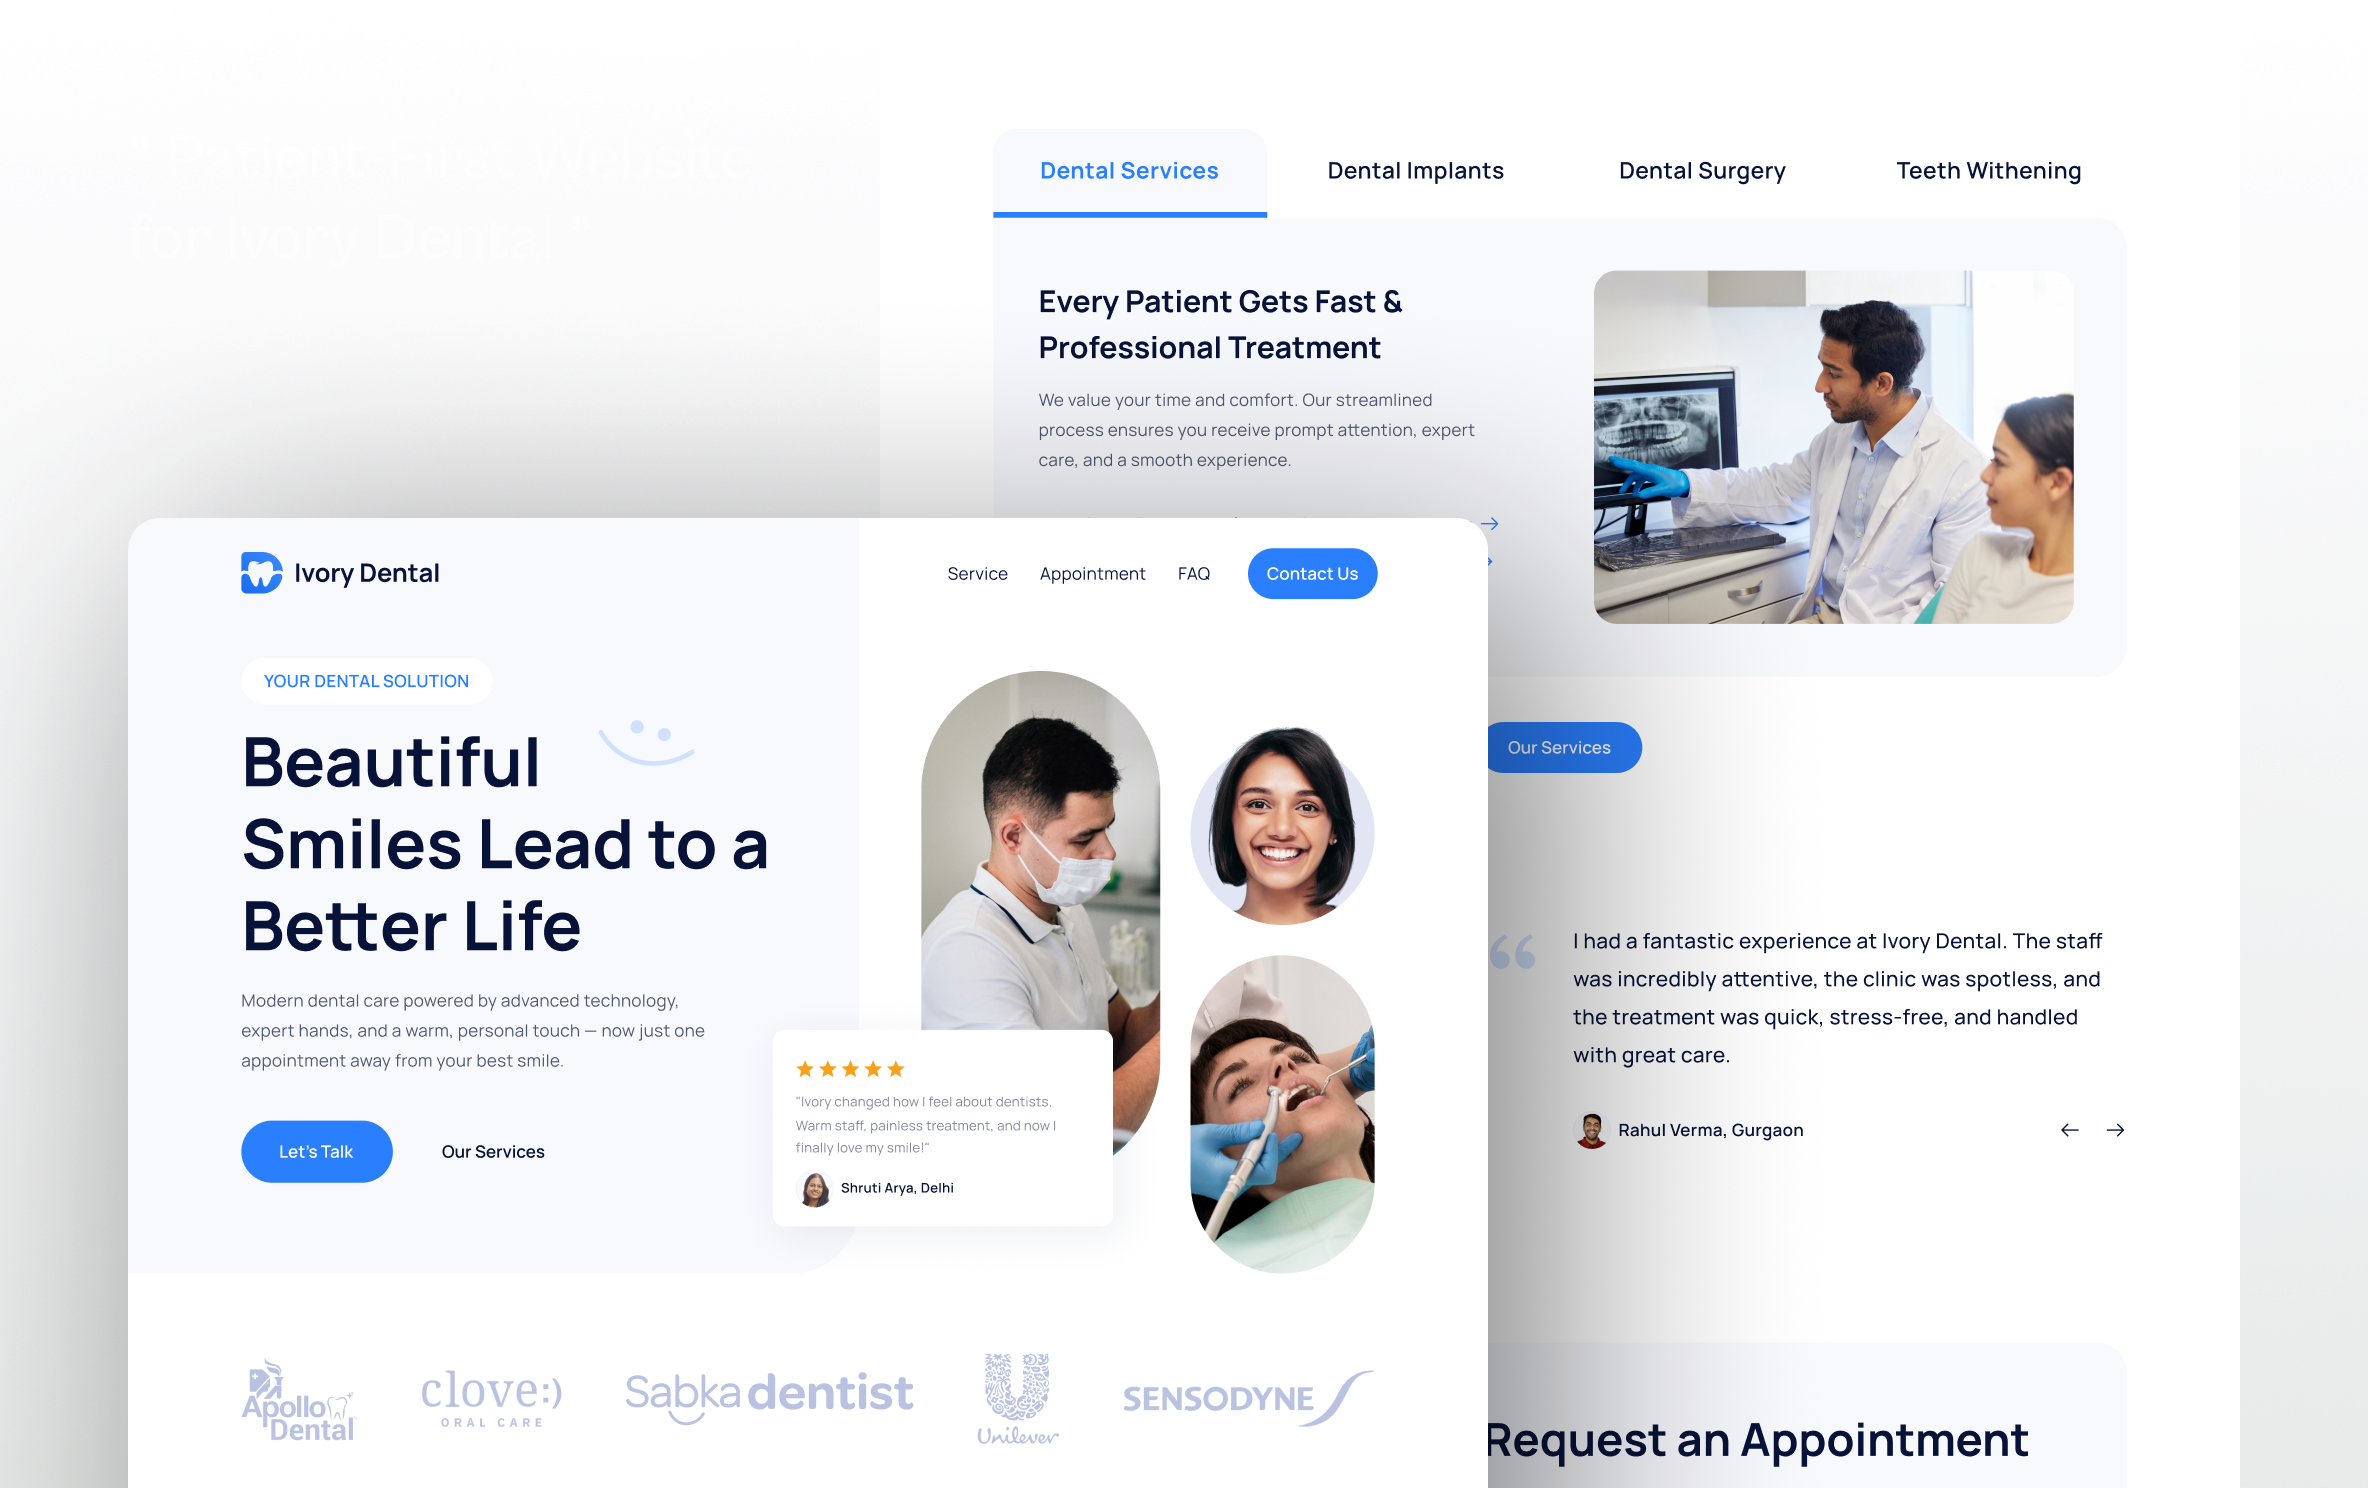 " Patient-First Website
for Ivory Dental "
Dental Services
Dental Implants
Dental Surgery
Teeth Withening
Every Patient Gets Fast &
Professional Treatment
We value your time and comfort. Our streamlined
process ensures you receive prompt attention, expert
care, and a smooth experience.
Ivory Dental
Service
Appointment
FAQ
Contact Us
YOUR DENTAL SOLUTION
Beautiful
Smiles Lead to a
Better Life
Modern dental care powered by advanced technology,
expert hands, and a warm, personal touch — now just one
appointment away from your best smile.
Let's Talk
Our Services
"Ivory changed how I feel about dentists.
Warm staff, painless treatment, and now I
finally love my smile!"
Shruti Arya, Delhi
Apollo
Dental
clove:)
ORAL CARE
Sabka dentist
Unilever
SENSODYNE
Our Services
“
I had a fantastic experience at Ivory Dental. The staff
was incredibly attentive, the clinic was spotless, and
the treatment was quick, stress-free, and handled
with great care.
Rahul Verma, Gurgaon
Request an Appointment